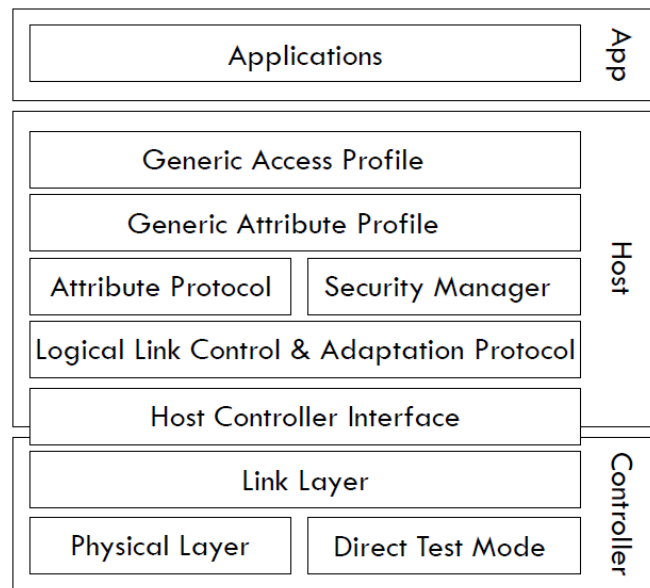 Applications
App
Generic Access Profile
Generic Attribute Profile
Attribute Protocol
Security Manager
Logical Link Control & Adaptation Protocol
Host
Host Controller Interface
Link Layer
Physical Layer
Direct Test Mode
Controller